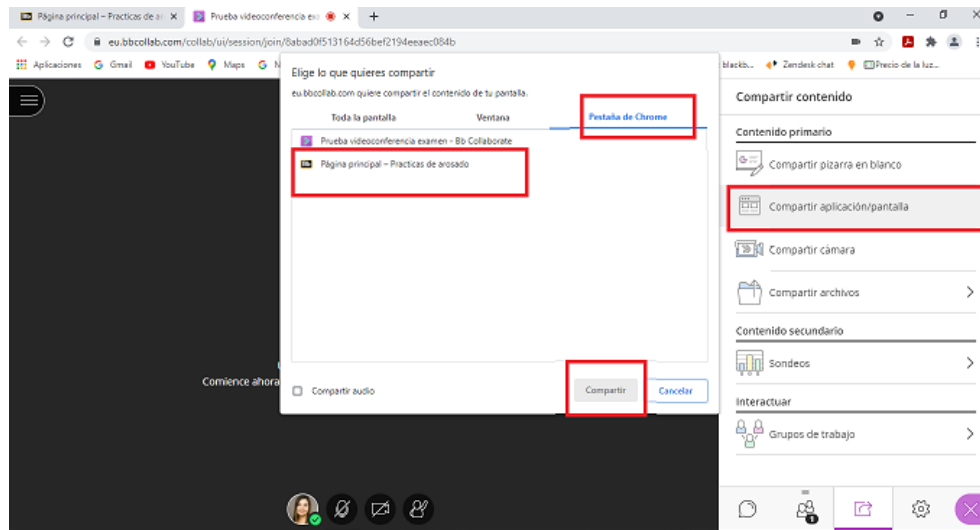 Página principal – Practicas de ar
Prueba videoconferencia exa
eu.bbcollab.com/collab/ui/session/join/8abad0f513164d56bef2194eeaec084b
Aplicaciones
Gmail
YouTube
Maps
N
blackb...
Zendesk chat
Precio de la luz...
Elige lo que quieres compartir
eu.bbcollab.com quiere compartir el contenido de tu pantalla.
Toda la pantalla
Ventana
Pestaña de Chrome
Prueba videoconferencia examen - Bb Collaborate
Página principal – Practicas de arosado
Comience ahora
Compartir audio
Compartir
Cancelar
Compartir contenido
Contenido primario
Compartir pizarra en blanco
Compartir aplicación/pantalla
Compartir cámara
Compartir archivos
Contenido secundario
Sondeos
Interactuar
Grupos de trabajo
1